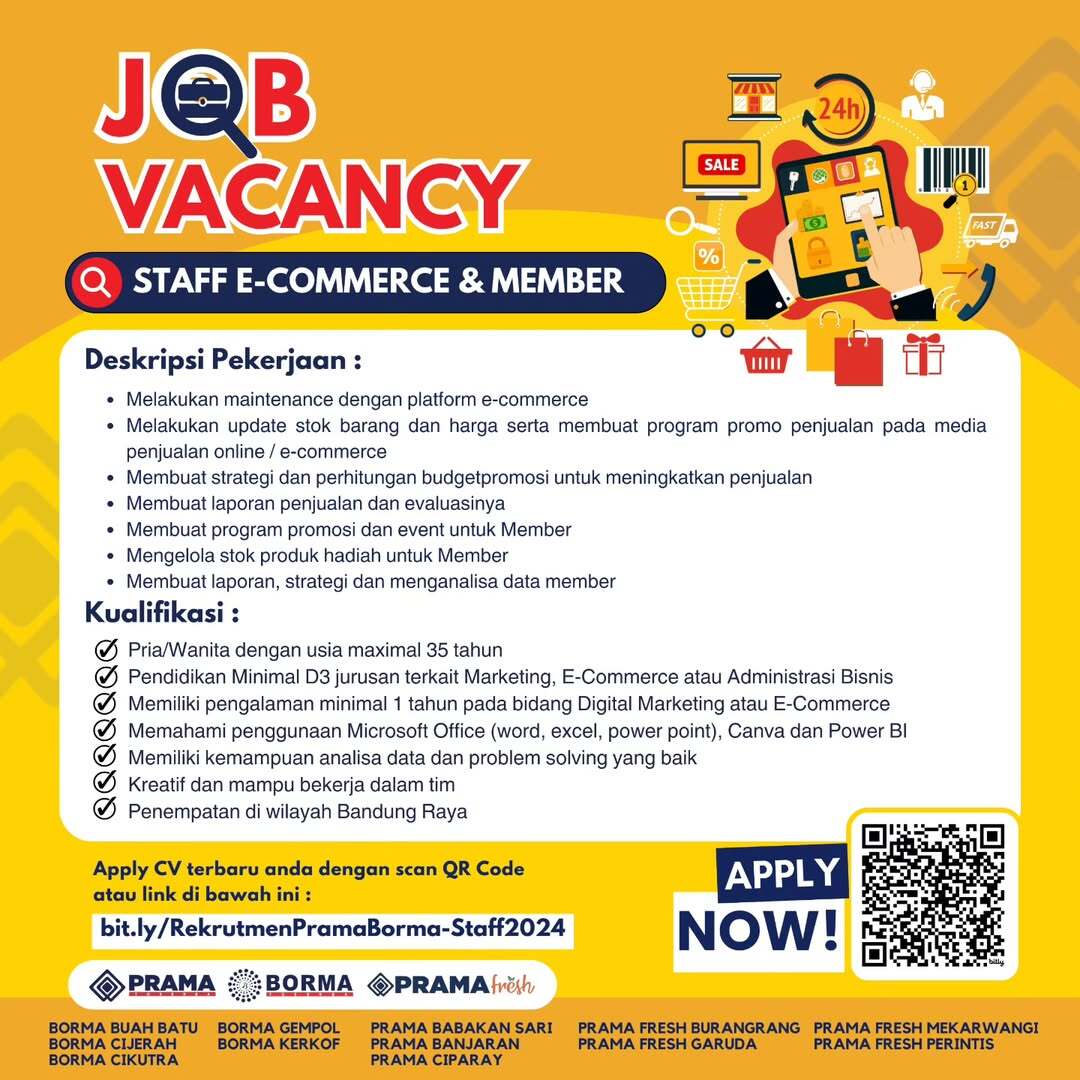 JOB
VACANCY
24h
SALE
1
FAST
%
STAFF E-COMMERCE & MEMBER
Deskripsi Pekerjaan :
• Melakukan maintenance dengan platform e-commerce
• Melakukan update stok barang dan harga serta membuat program promo penjualan pada media
penjualan online / e-commerce
• Membuat strategi dan perhitungan budgetpromosi untuk meningkatkan penjualan
• Membuat laporan penjualan dan evaluasinya
• Membuat program promosi dan event untuk Member
• Mengelola stok produk hadiah untuk Member
• Membuat laporan, strategi dan menganalisa data member
Kualifikasi :
Pria/Wanita dengan usia maximal 35 tahun
Pendidikan Minimal D3 jurusan terkait Marketing, E-Commerce atau Administrasi Bisnis
Memiliki pengalaman minimal 1 tahun pada bidang Digital Marketing atau E-Commerce
Memahami penggunaan Microsoft Office (word, excel, power point), Canva dan Power BI
Memiliki kemampuan analisa data dan problem solving yang baik
Kreatif dan mampu bekerja dalam tim
Penempatan di wilayah Bandung Raya
Apply CV terbaru anda dengan scan QR Code
atau link di bawah ini :
bit.ly/RekrutmenPramaBorma-Staff2024
APPLY
NOW!
bitly
PRAMA BORMA PRAMA fresh
BORMA BUAH BATU BORMA GEMPOL PRAMA BABAKAN SARI PRAMA FRESH BURANGRANG PRAMA FRESH MEKARWANGI
BORMA CIJERAH BORMA KERKOF PRAMA BANJARAN PRAMA FRESH GARUDA PRAMA FRESH PERINTIS
BORMA CIKUTRA PRAMA CIPARAY